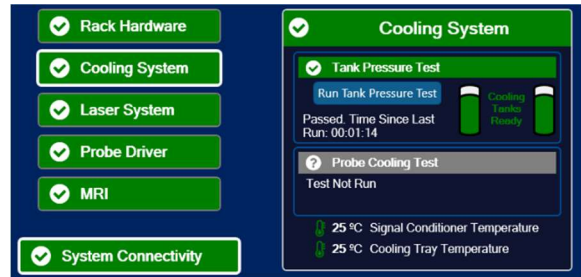 Rack Hardware
Cooling System
Laser System
Probe Driver
MRI
System Connectivity
Cooling System
Tank Pressure Test
Run Tank Pressure Test
Passed. Time Since Last
Run: 00:01:14
Cooling
Tanks
Ready
? Probe Cooling Test
Test Not Run
25 ºC Signal Conditioner Temperature
25 ºC Cooling Tray Temperature